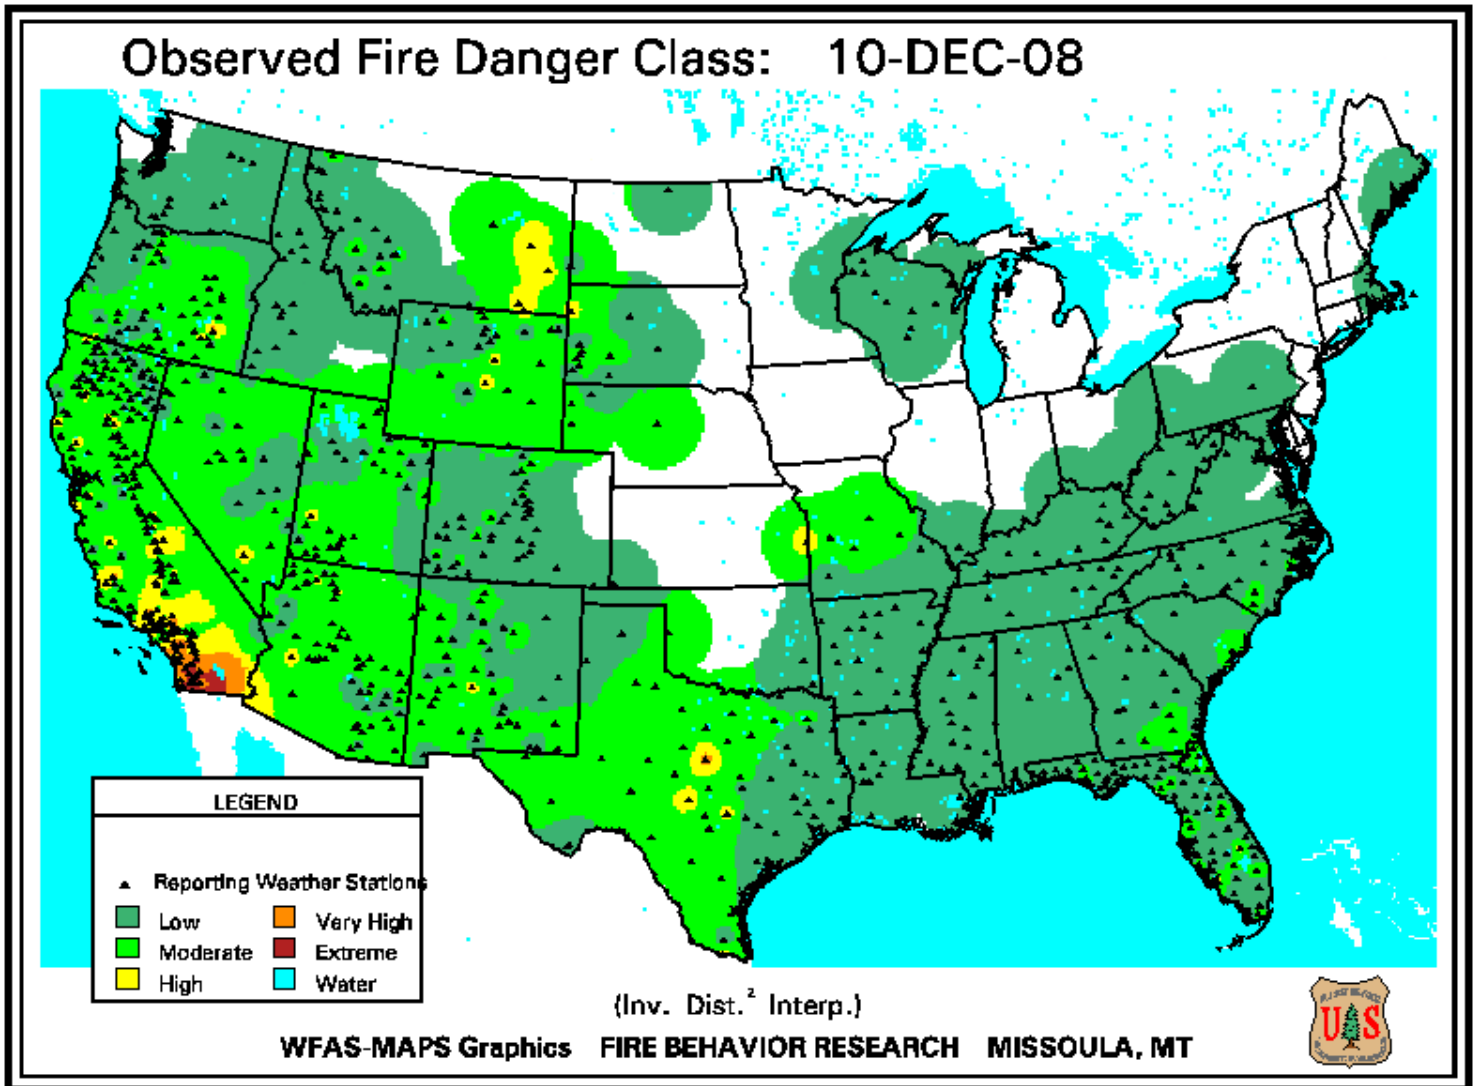 Observed Fire Danger Class: 10-DEC-08
LEGEND
Reporting Weather Stations
Low
Very High
Moderate
Extreme
High
Water
(Inv. Dist.² Interp.)
WFAS-MAPS Graphics FIRE BEHAVIOR RESEARCH MISSOULA, MT
US